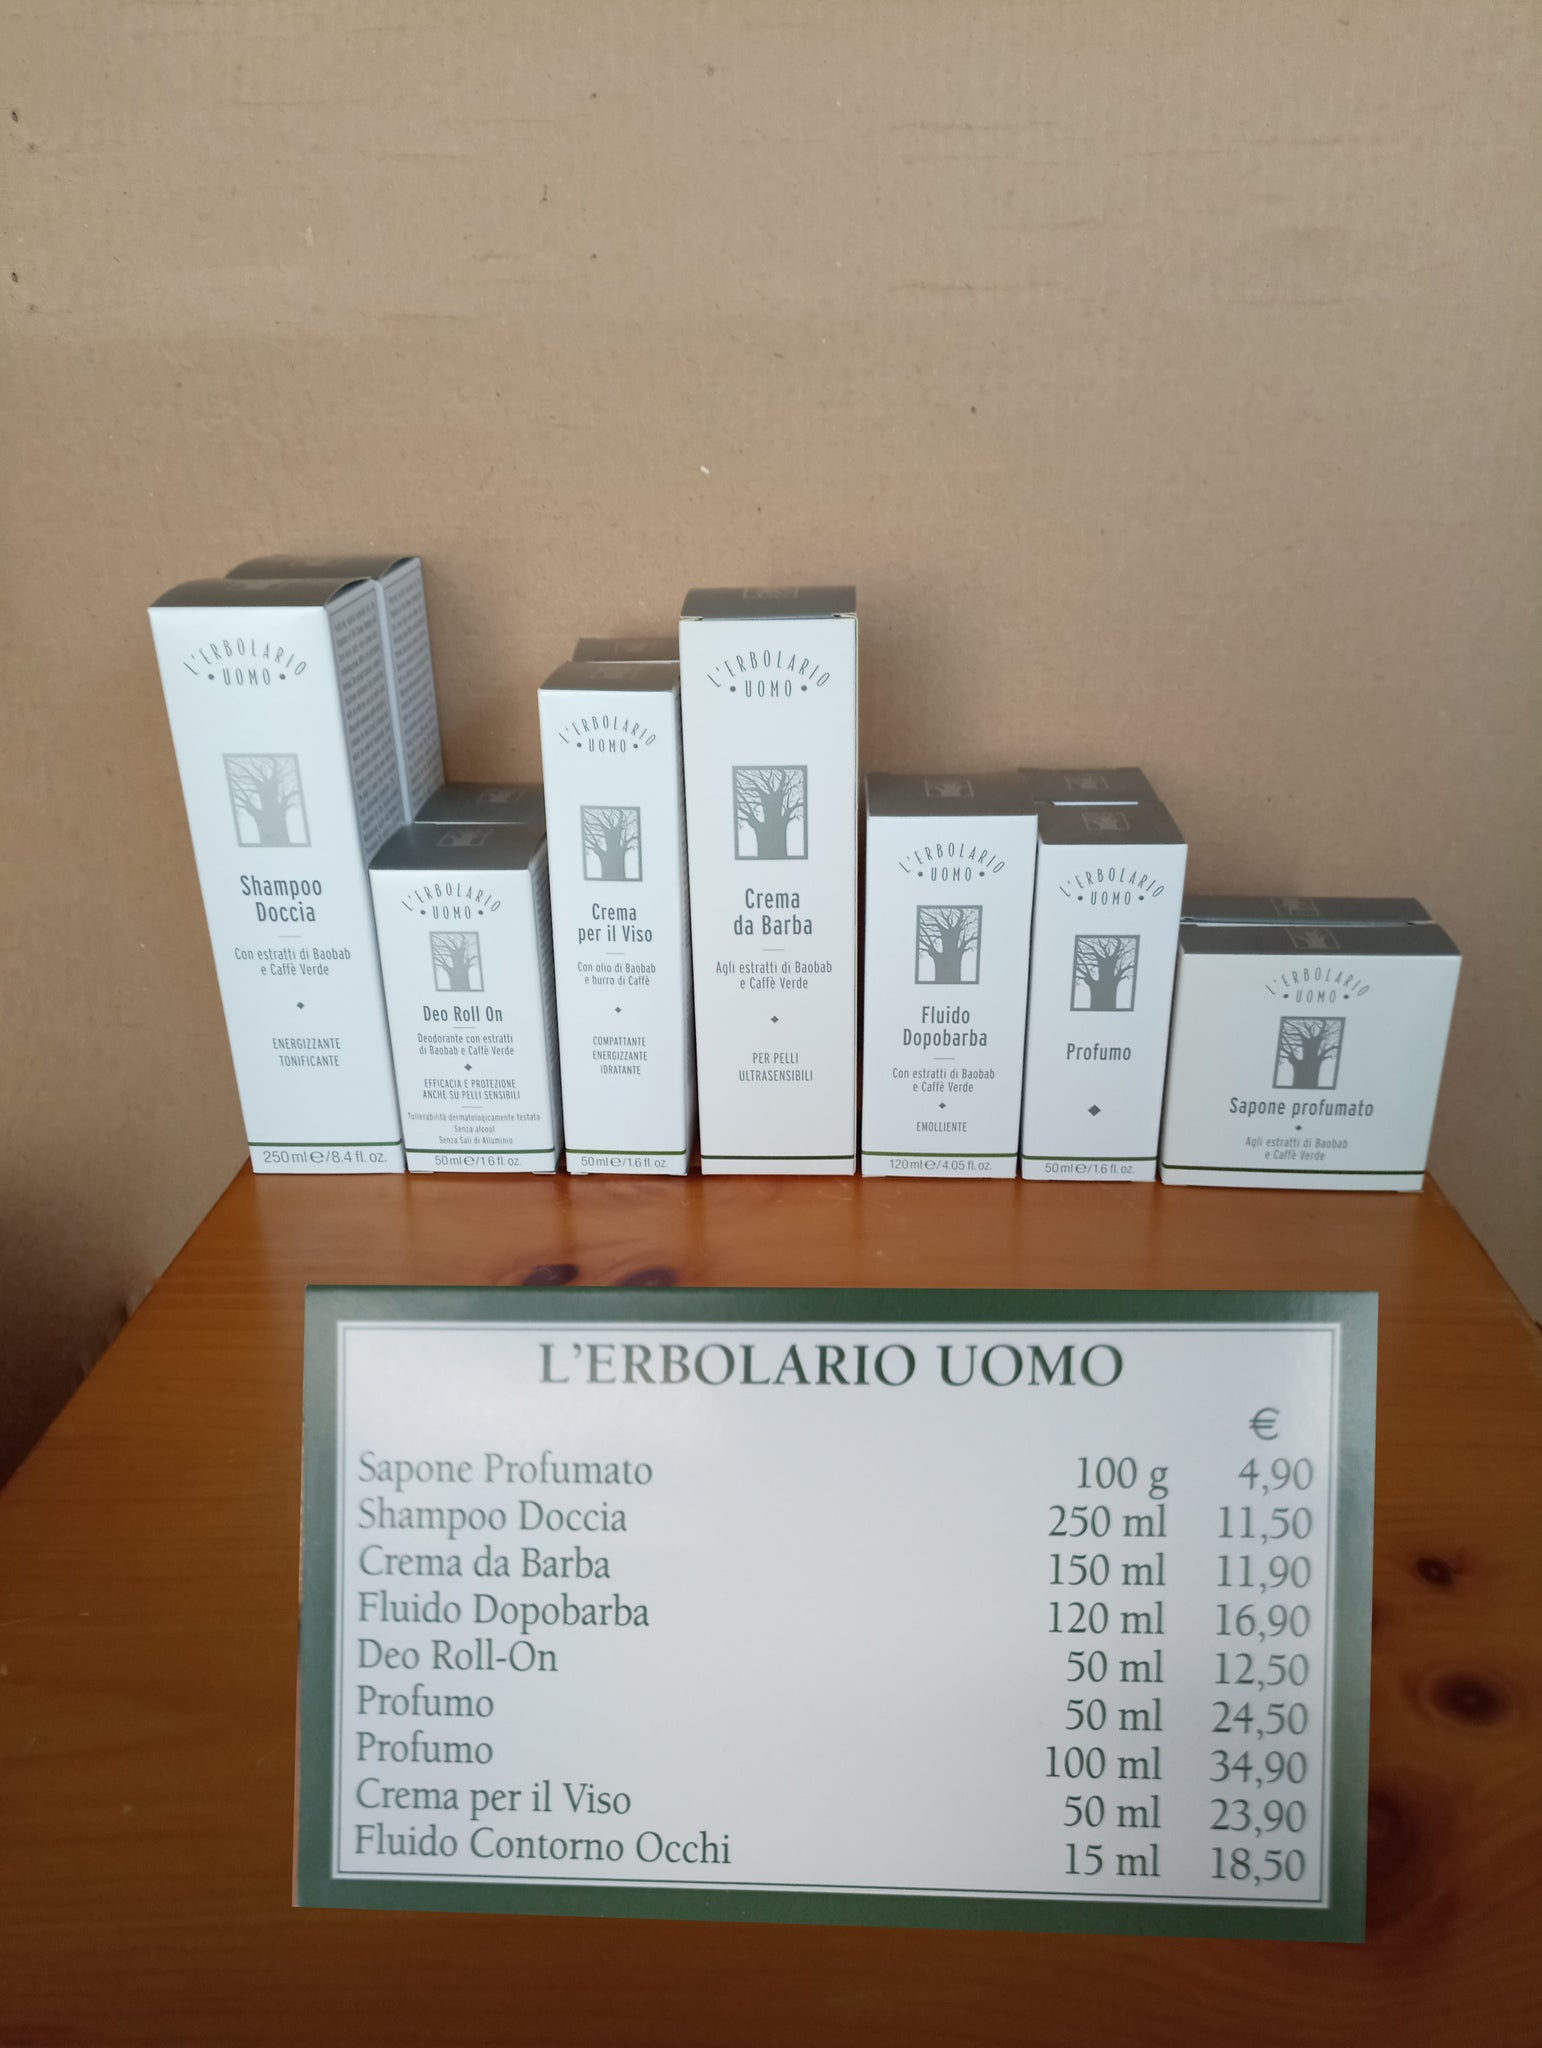 L'ERBOLARIO
• UOMO •
Shampoo
Doccia
Con estratti di Baobab
e Caffè Verde
ENERGIZZANTE
TONIFICANTE
250 ml e/8.4 fl. oz.
L'ERBOLARIO
• UOMO •
Deo Roll On
Deodorante con estratti
di Baobab e Caffè Verde
EFFICACIA E PROTEZIONE
ANCHE SU PELLI SENSIBILI
Tollerabilità dermatologicamente testata
Senza alcool
Senza Sali di Alluminio
50 ml e/1.6 fl. oz.
L'ERBOLARIO
• UOMO •
Crema
per il Viso
Con olio di Baobab
e burro di Caffè
COMPATTANTE
ENERGIZZANTE
IDRATANTE
50 ml e/1.6 fl. oz.
L'ERBOLARIO
• UOMO •
Crema
da Barba
Agli estratti di Baobab
e Caffè Verde
PER PELLI
ULTRASENSIBILI
L'ERBOLARIO
• UOMO •
Fluido
Dopobarba
Con estratti di Baobab
e Caffè Verde
EMOLLIENTE
120 ml e/4.05 fl. oz.
L'ERBOLARIO
• UOMO •
Profumo
50 ml e/1.6 fl. oz.
L'ERBOLARIO
• UOMO •
Sapone profumato
Agli estratti di Baobab
e Caffè Verde
L'ERBOLARIO UOMO
€
Sapone Profumato 100 g 4,90
Shampoo Doccia 250 ml 11,50
Crema da Barba 150 ml 11,90
Fluido Dopobarba 120 ml 16,90
Deo Roll-On 50 ml 12,50
Profumo 50 ml 24,50
Profumo 100 ml 34,90
Crema per il Viso 50 ml 23,90
Fluido Contorno Occhi 15 ml 18,50